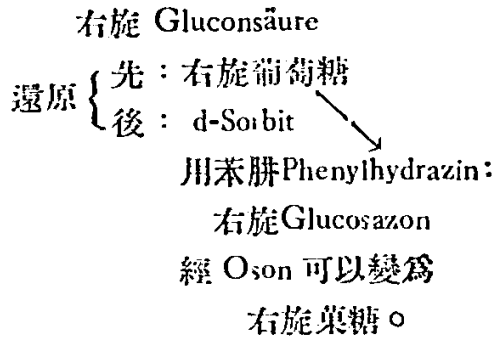 右旋 Gluconsäure
還原 { 先：右旋葡萄糖
後： d-Sorbit
用苯肼Phenylhydrazin：
右旋Glucosazon
經 Oson 可以變爲
右旋菓糖。